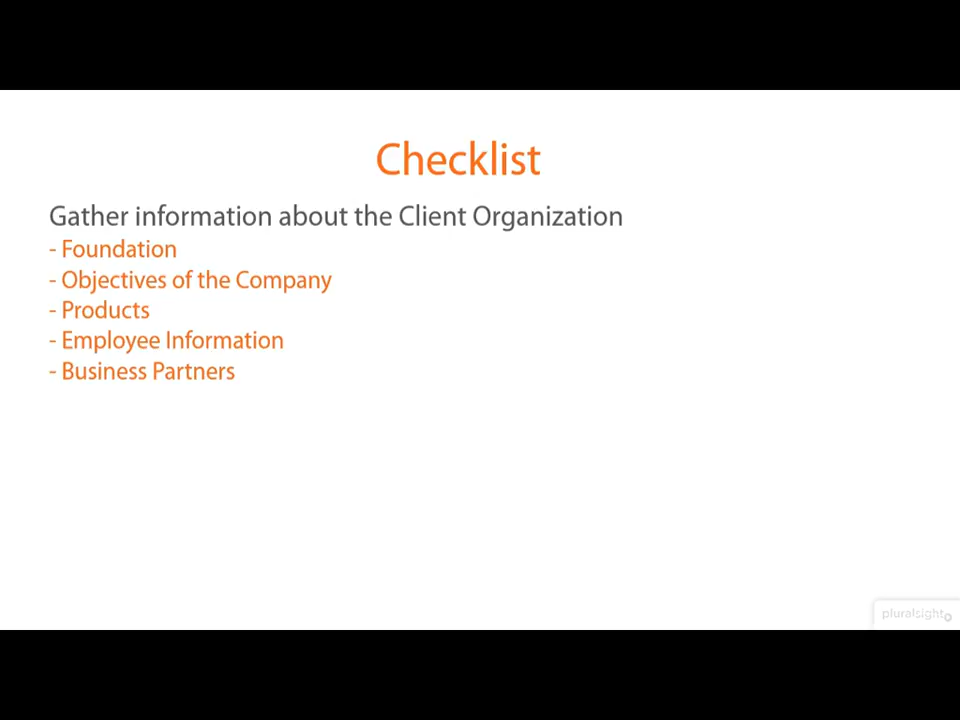 Checklist
Gather information about the Client Organization
- Foundation
- Objectives of the Company
- Products
- Employee Information
- Business Partners
pluralsight